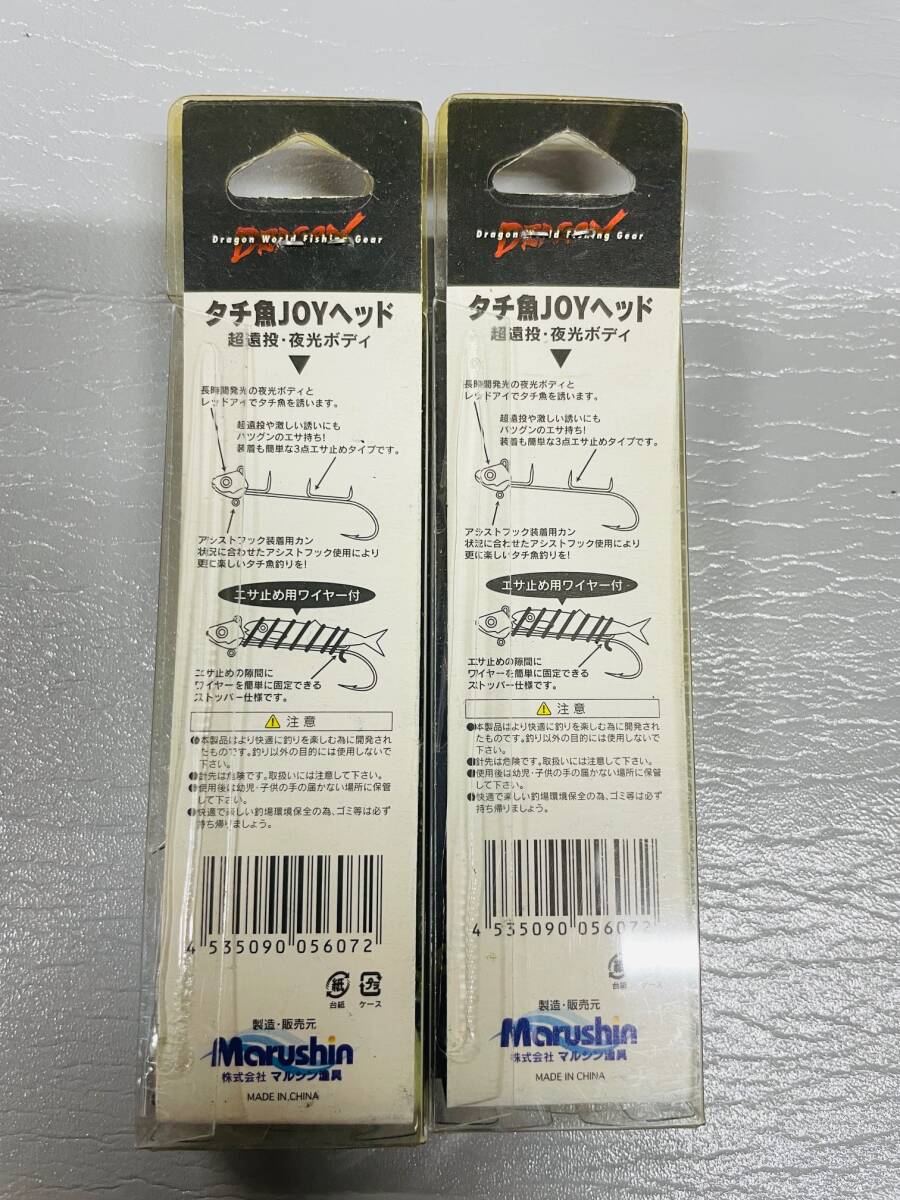 DRAGON
Dragon World Fishing Gear
タチ魚JOYヘッド
超遠投・夜光ボディ
長時間発光の夜光ボディと
レッドアイでタチ魚を誘います。
超遠投や激しい誘いにも
バツグンのエサ持ち!
装着も簡単な3点エサ止めタイプです。
アシストフック装着用カン
状況に合わせたアシストフック使用により
更に楽しいタチ魚釣りを!
エサ止め用ワイヤー付
エサ止めの隙間に
ワイヤーを簡単に固定できる
ストッパー仕様です。
注意
●本製品はより快適に釣りを楽しむ為に開発され
たものです。釣り以外の目的には使用しないで
下さい。
●針先は危険です。取扱いには注意して下さい。
●使用後は幼児・子供の手の届かない場所に保管
して下さい。
●快適で楽しい釣場環境保全の為、ゴミ等は必ず
持ち帰りましょう。
4 535090 056072
紙
プラ
台紙
ケース
製造・販売元
Marushin
株式会社 マルシン漁具
MADE IN CHINA
DRAGON
Dragon World Fishing Gear
タチ魚JOYヘッド
超遠投・夜光ボディ
長時間発光の夜光ボディと
レッドアイでタチ魚を誘います。
超遠投や激しい誘いにも
バツグンのエサ持ち!
装着も簡単な3点エサ止めタイプです。
アシストフック装着用カン
状況に合わせたアシストフック使用により
更に楽しいタチ魚釣りを!
エサ止め用ワイヤー付
エサ止めの隙間に
ワイヤーを簡単に固定できる
ストッパー仕様です。
注意
●本製品はより快適に釣りを楽しむ為に開発され
たものです。釣り以外の目的には使用しないで
下さい。
●針先は危険です。取扱いには注意して下さい。
●使用後は幼児・子供の手の届かない場所に保管
して下さい。
●快適で楽しい釣場環境保全の為、ゴミ等は必ず
持ち帰りましょう。
4 535090 056072
紙
台紙
ケース
製造・販売元
Marushin
株式会社 マルシン漁具
MADE IN CHINA